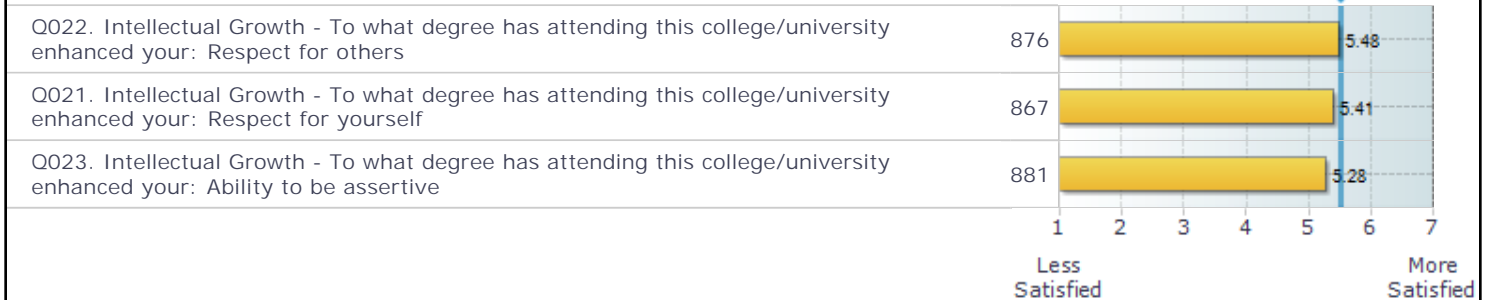 Q022. Intellectual Growth - To what degree has attending this college/university
enhanced your: Respect for others
876
5.48
Q021. Intellectual Growth - To what degree has attending this college/university
enhanced your: Respect for yourself
867
5.41
Q023. Intellectual Growth - To what degree has attending this college/university
enhanced your: Ability to be assertive
881
5.28
1 2 3 4 5 6 7
Less
Satisfied
More
Satisfied